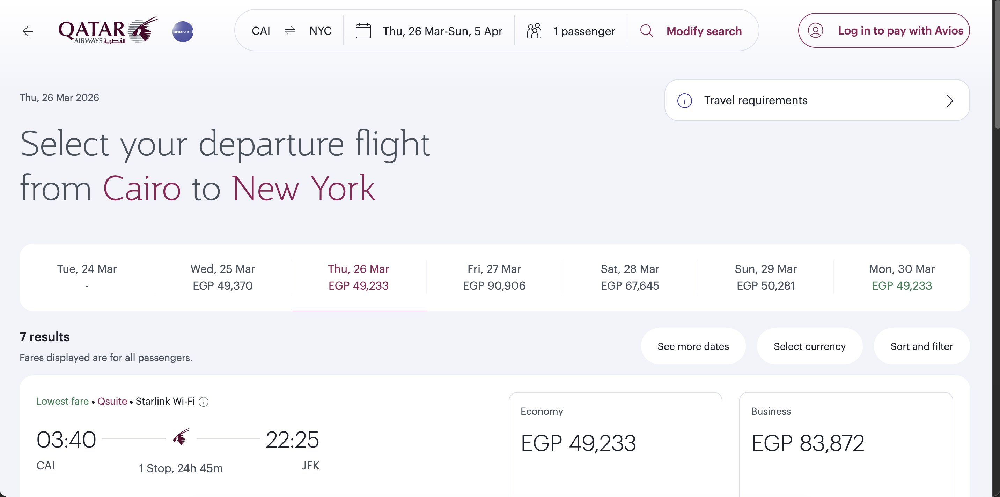 QATAR
AIRWAYS القطرية
oneworld
CAI NYC
Thu, 26 Mar-Sun, 5 Apr
1 passenger
Modify search
Log in to pay with Avios
Thu, 26 Mar 2026
Travel requirements
Select your departure flight
from Cairo to New York
Tue, 24 Mar
-
Wed, 25 Mar
EGP 49,370
Thu, 26 Mar
EGP 49,233
Fri, 27 Mar
EGP 90,906
Sat, 28 Mar
EGP 67,645
Sun, 29 Mar
EGP 50,281
Mon, 30 Mar
EGP 49,233
7 results
Fares displayed are for all passengers.
See more dates
Select currency
Sort and filter
Lowest fare • Qsuite • Starlink Wi-Fi
03:40
22:25
CAI
1 Stop, 24h 45m
JFK
Economy
EGP 49,233
Business
EGP 83,872